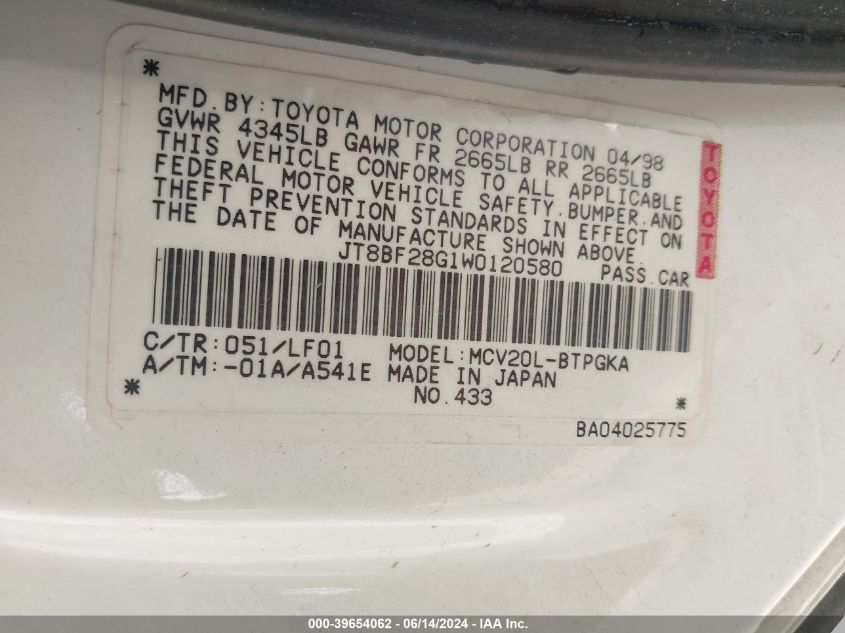 MFD. BY: TOYOTA MOTOR CORPORATION 04/98
GVWR 4345LB GAWR FR 2665LB RR 2665LB
THIS VEHICLE CONFORMS TO ALL APPLICABLE
FEDERAL MOTOR VEHICLE SAFETY.BUMPER.AND
THEFT PREVENTION STANDARDS IN EFFECT ON
THE DATE OF MANUFACTURE SHOWN ABOVE.
JT8BF28G1W0120580 PASS.CAR
TOYOTA
C/TR:051/LF01 MODEL:MCV20L-BTPGKA
A/TM:-01A/A541E MADE IN JAPAN
NO.433
BA04025775
000-39654062 - 06/14/2024 - IAA Inc.